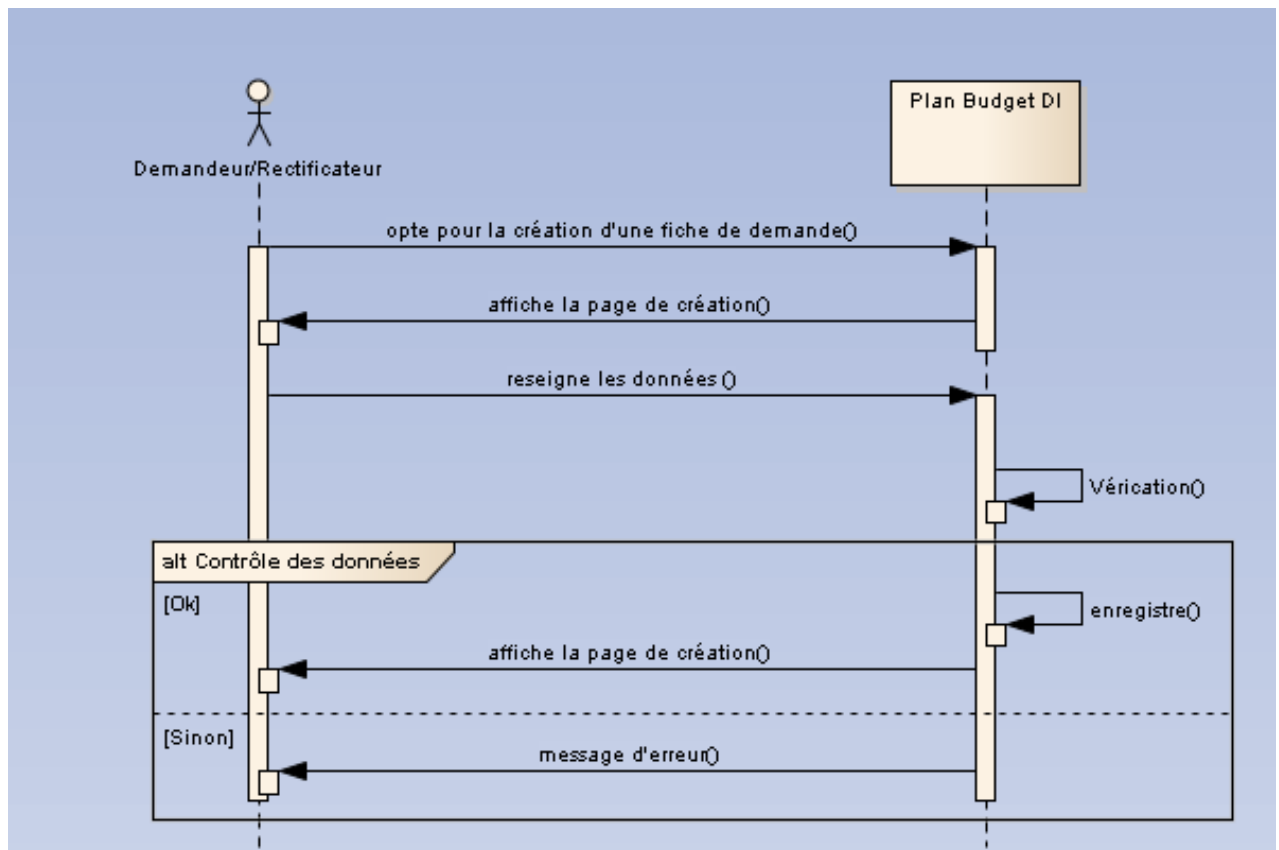 Plan Budget DI
Demandeur/Rectificateur
opte pour la création d'une fiche de demande()
affiche la page de création()
reseigne les données ()
Vérication()
alt Contrôle des données
[Ok]
enregistre()
affiche la page de création()
[Sinon]
message d'erreur()